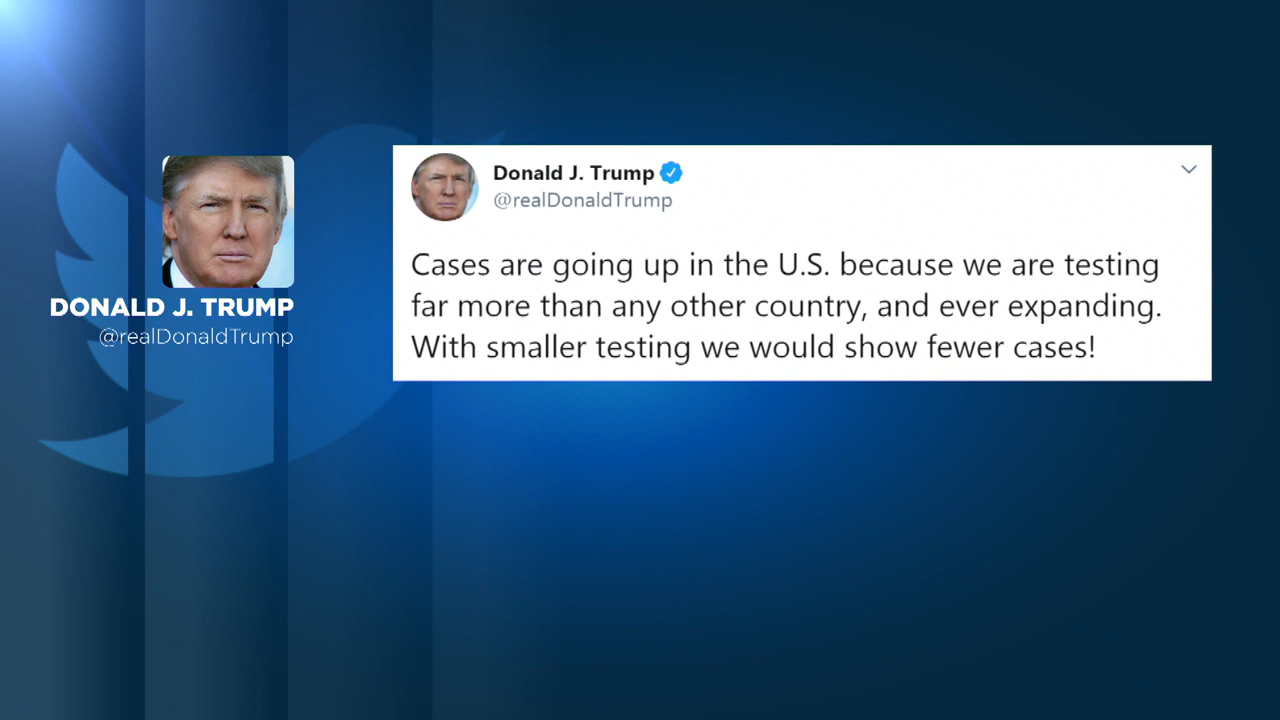 DONALD J. TRUMP
@realDonaldTrump
Donald J. Trump
@realDonaldTrump
Cases are going up in the U.S. because we are testing
far more than any other country, and ever expanding.
With smaller testing we would show fewer cases!